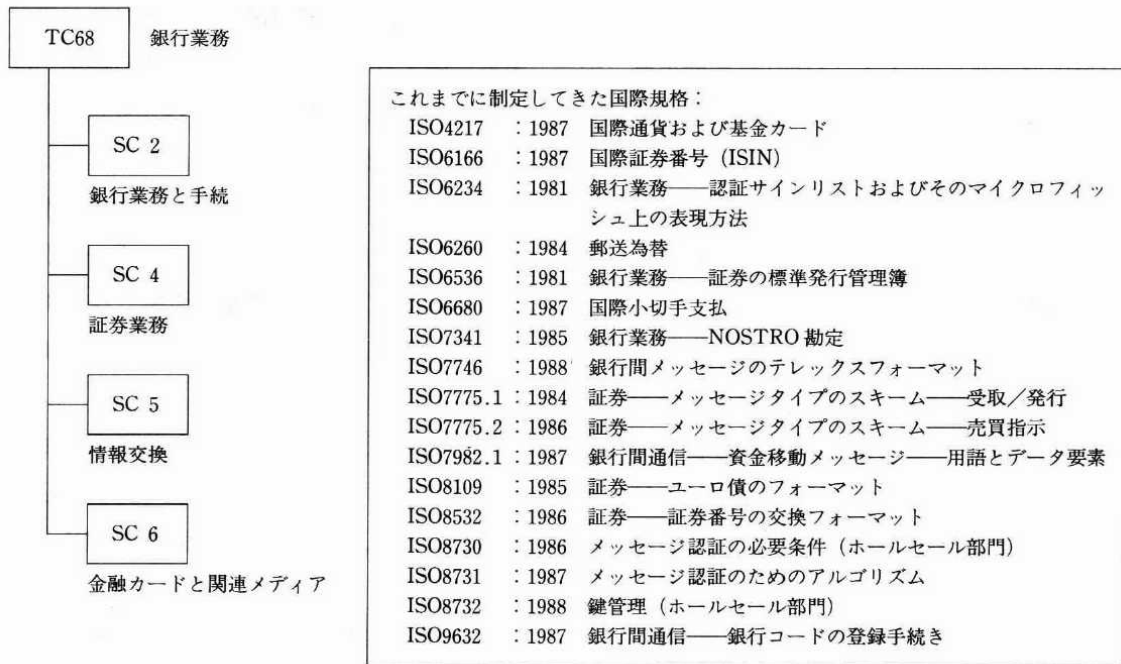 TC68 銀行業務
SC 2
銀行業務と手続
SC 4
証券業務
SC 5
情報交換
SC 6
金融カードと関連メディア
これまでに制定してきた国際規格：
ISO4217 ：1987 国際通貨および基金カード
ISO6166 ：1987 国際証券番号（ISIN）
ISO6234 ：1981 銀行業務——認証サインリストおよびそのマイクロフィッ
シュ上の表現方法
ISO6260 ：1984 郵送為替
ISO6536 ：1981 銀行業務——証券の標準発行管理簿
ISO6680 ：1987 国際小切手支払
ISO7341 ：1985 銀行業務——NOSTRO 勘定
ISO7746 ：1988 銀行間メッセージのテレックスフォーマット
ISO7775.1：1984 証券——メッセージタイプのスキーム——受取／発行
ISO7775.2：1986 証券——メッセージタイプのスキーム——売買指示
ISO7982.1：1987 銀行間通信——資金移動メッセージ——用語とデータ要素
ISO8109 ：1985 証券——ユーロ債のフォーマット
ISO8532 ：1986 証券——証券番号の交換フォーマット
ISO8730 ：1986 メッセージ認証の必要条件（ホールセール部門）
ISO8731 ：1987 メッセージ認証のためのアルゴリズム
ISO8732 ：1988 鍵管理（ホールセール部門）
ISO9632 ：1987 銀行間通信——銀行コードの登録手続き